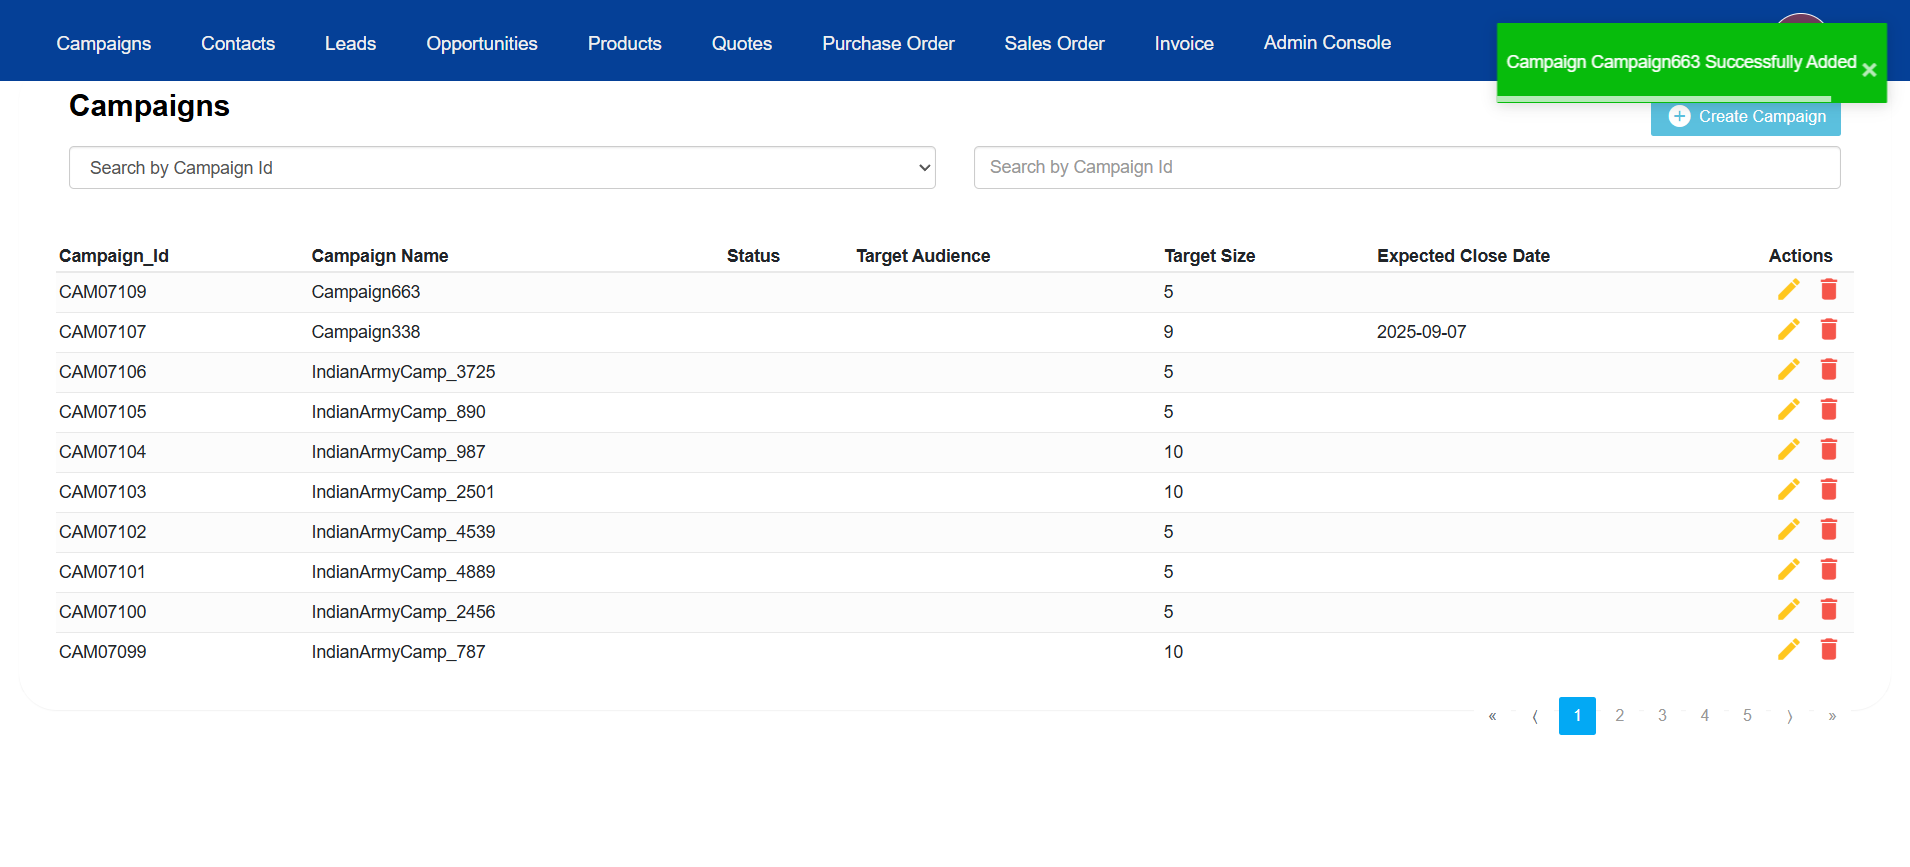 Campaigns Contacts Leads Opportunities Products Quotes Purchase Order Sales Order Invoice Admin Console
Campaign Campaign663 Successfully Added ×
Campaigns
Create Campaign
Search by Campaign Id Search by Campaign Id
Campaign_Id Campaign Name Status Target Audience Target Size Expected Close Date Actions
CAM07109 Campaign663 5
CAM07107 Campaign338 9 2025-09-07
CAM07106 IndianArmyCamp_3725 5
CAM07105 IndianArmyCamp_890 5
CAM07104 IndianArmyCamp_987 10
CAM07103 IndianArmyCamp_2501 10
CAM07102 IndianArmyCamp_4539 5
CAM07101 IndianArmyCamp_4889 5
CAM07100 IndianArmyCamp_2456 5
CAM07099 IndianArmyCamp_787 10
« ⟨ 1 2 3 4 5 ⟩ »